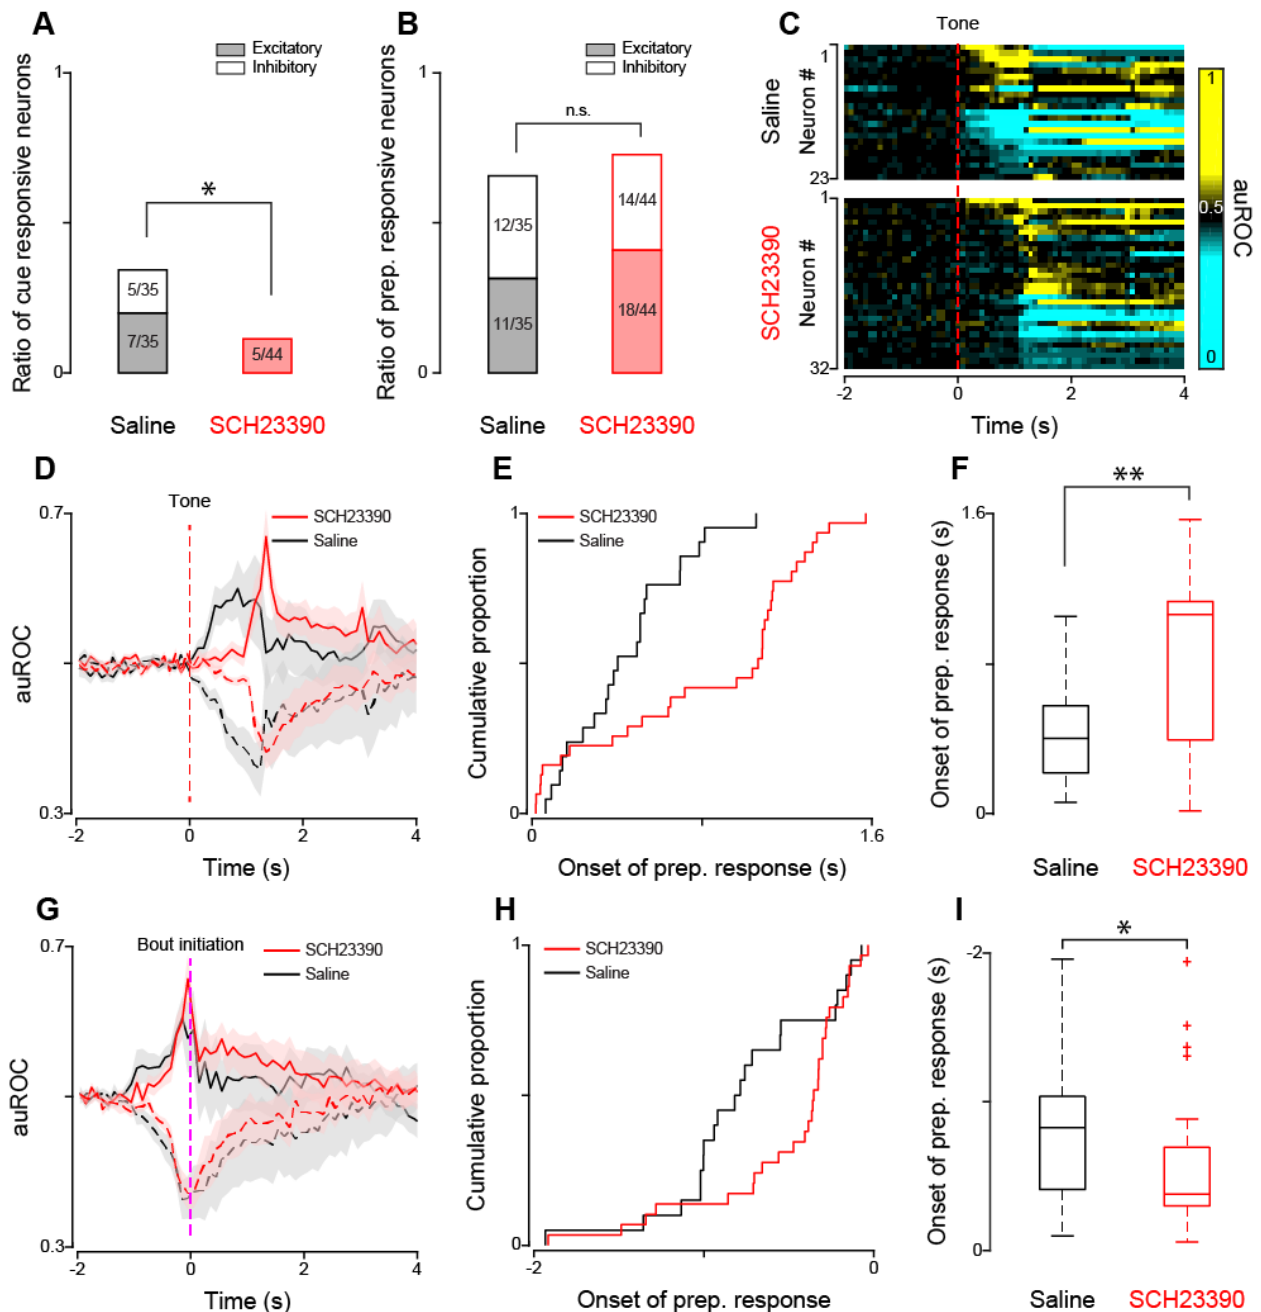 A
Ratio of cue responsive neurons
Excitatory
Inhibitory
1
0
*
5/35
7/35
5/44
Saline
SCH23390
B
Ratio of prep. responsive neurons
Excitatory
Inhibitory
1
0
n.s.
12/35
11/35
14/44
18/44
Saline
SCH23390
C
Tone
Saline
Neuron #
1
23
SCH23390
Neuron #
1
32
-2
0
2
4
Time (s)
1
0.5
0
auROC
D
Tone
SCH23390
Saline
0.7
0.3
auROC
-2
0
2
4
Time (s)
E
SCH23390
Saline
1
0
Cumulative proportion
0
1.6
Onset of prep. response (s)
F
**
1.6
0
Onset of prep. response (s)
Saline
SCH23390
G
Bout initiation
SCH23390
Saline
0.7
0.3
auROC
-2
0
2
4
Time (s)
H
SCH23390
Saline
1
0
Cumulative proportion
-2
0
Onset of prep. response
I
*
-2
0
Onset of prep. response (s)
Saline
SCH23390